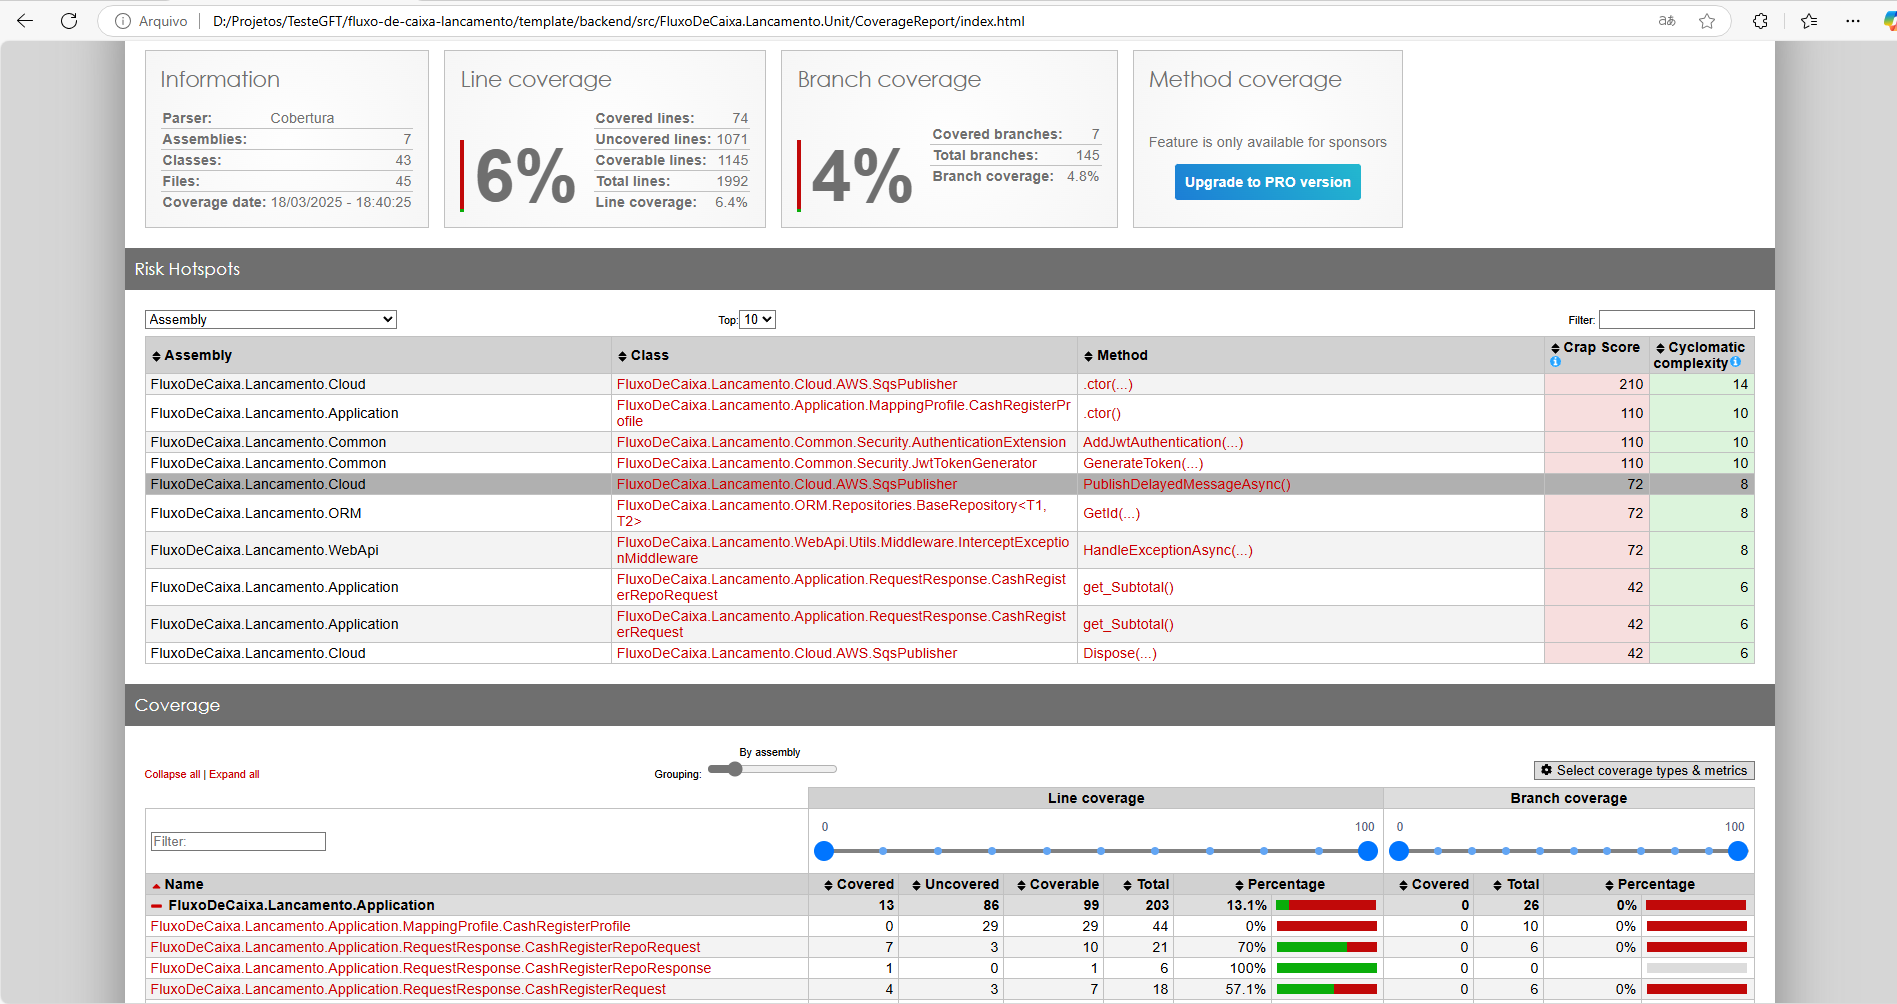 Arquivo D:/Projetos/TesteGFT/fluxo-de-caixa-lancamento/template/backend/src/FluxoDeCaixa.Lancamento.Unit/CoverageReport/index.html aあ
Information
Parser: Cobertura
Assemblies: 7
Classes: 43
Files: 45
Coverage date: 18/03/2025 - 18:40:25
Line coverage
6%
Covered lines: 74
Uncovered lines: 1071
Coverable lines: 1145
Total lines: 1992
Line coverage: 6.4%
Branch coverage
4%
Covered branches: 7
Total branches: 145
Branch coverage: 4.8%
Method coverage
Feature is only available for sponsors
Upgrade to PRO version
Risk Hotspots
Assembly Top: 10 Filter:
Assembly Class Method Crap Score Cyclomatic
complexity
FluxoDeCaixa.Lancamento.Cloud FluxoDeCaixa.Lancamento.Cloud.AWS.SqsPublisher .ctor(...) 210 14
FluxoDeCaixa.Lancamento.Application FluxoDeCaixa.Lancamento.Application.MappingProfile.CashRegisterPr
ofile .ctor() 110 10
FluxoDeCaixa.Lancamento.Common FluxoDeCaixa.Lancamento.Common.Security.AuthenticationExtension AddJwtAuthentication(...) 110 10
FluxoDeCaixa.Lancamento.Common FluxoDeCaixa.Lancamento.Common.Security.JwtTokenGenerator GenerateToken(...) 110 10
FluxoDeCaixa.Lancamento.Cloud FluxoDeCaixa.Lancamento.Cloud.AWS.SqsPublisher PublishDelayedMessageAsync() 72 8
FluxoDeCaixa.Lancamento.ORM FluxoDeCaixa.Lancamento.ORM.Repositories.BaseRepository<T1,
T2> GetId(...) 72 8
FluxoDeCaixa.Lancamento.WebApi FluxoDeCaixa.Lancamento.WebApi.Utils.Middleware.InterceptExceptio
nMiddleware HandleExceptionAsync(...) 72 8
FluxoDeCaixa.Lancamento.Application FluxoDeCaixa.Lancamento.Application.RequestResponse.CashRegist
erRepoRequest get_Subtotal() 42 6
FluxoDeCaixa.Lancamento.Application FluxoDeCaixa.Lancamento.Application.RequestResponse.CashRegist
erRequest get_Subtotal() 42 6
FluxoDeCaixa.Lancamento.Cloud FluxoDeCaixa.Lancamento.Cloud.AWS.SqsPublisher Dispose(...) 42 6
Coverage
By assembly
Collapse all | Expand all Grouping: Select coverage types & metrics
Line coverage Branch coverage
0 100 0 100
Filter:
Name Covered Uncovered Coverable Total Percentage Covered Total Percentage
FluxoDeCaixa.Lancamento.Application 13 86 99 203 13.1% 0 26 0%
FluxoDeCaixa.Lancamento.Application.MappingProfile.CashRegisterProfile 0 29 29 44 0% 0 10 0%
FluxoDeCaixa.Lancamento.Application.RequestResponse.CashRegisterRepoRequest 7 3 10 21 70% 0 6 0%
FluxoDeCaixa.Lancamento.Application.RequestResponse.CashRegisterRepoResponse 1 0 1 6 100% 0 0
FluxoDeCaixa.Lancamento.Application.RequestResponse.CashRegisterRequest 4 3 7 18 57.1% 0 6 0%